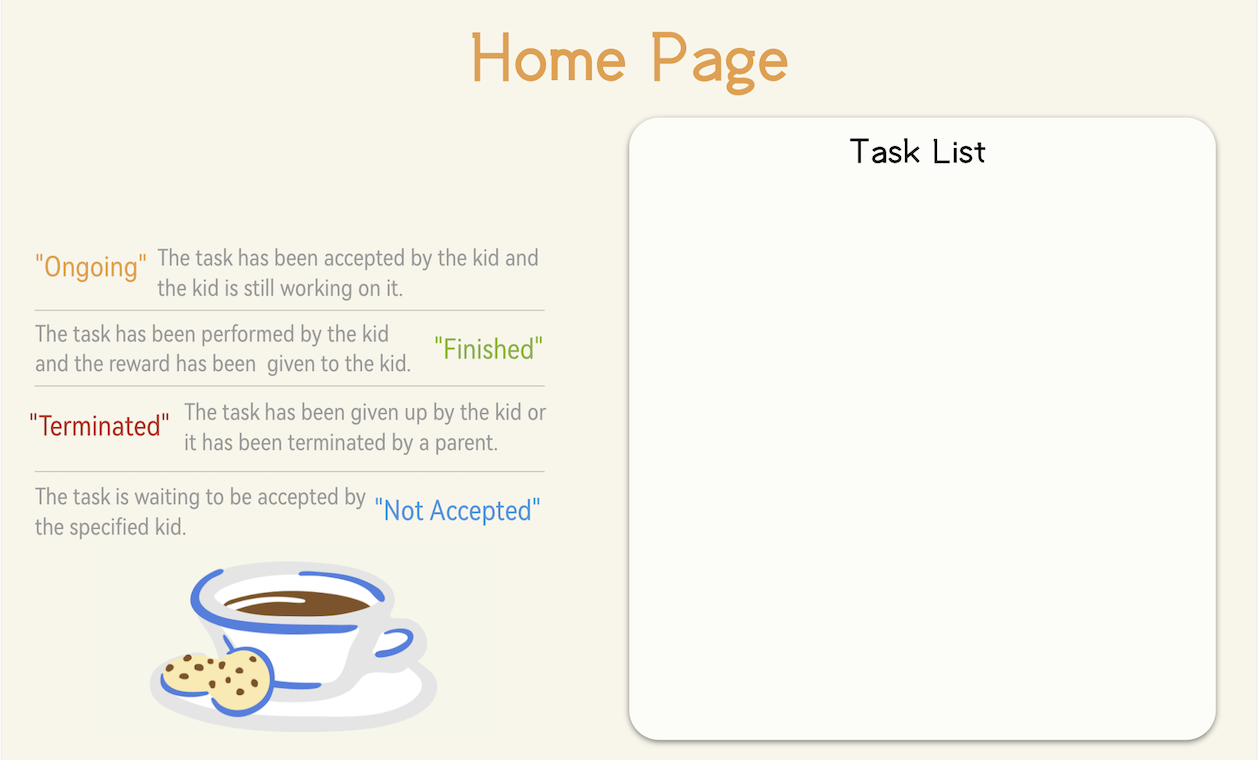 Home Page
Task List
"Ongoing" The task has been accepted by the kid and
the kid is still working on it.
The task has been performed by the kid
and the reward has been  given to the kid.
"Finished"
"Terminated" The task has been given up by the kid or
it has been terminated by a parent.
The task is waiting to be accepted by
the specified kid.
"Not Accepted"